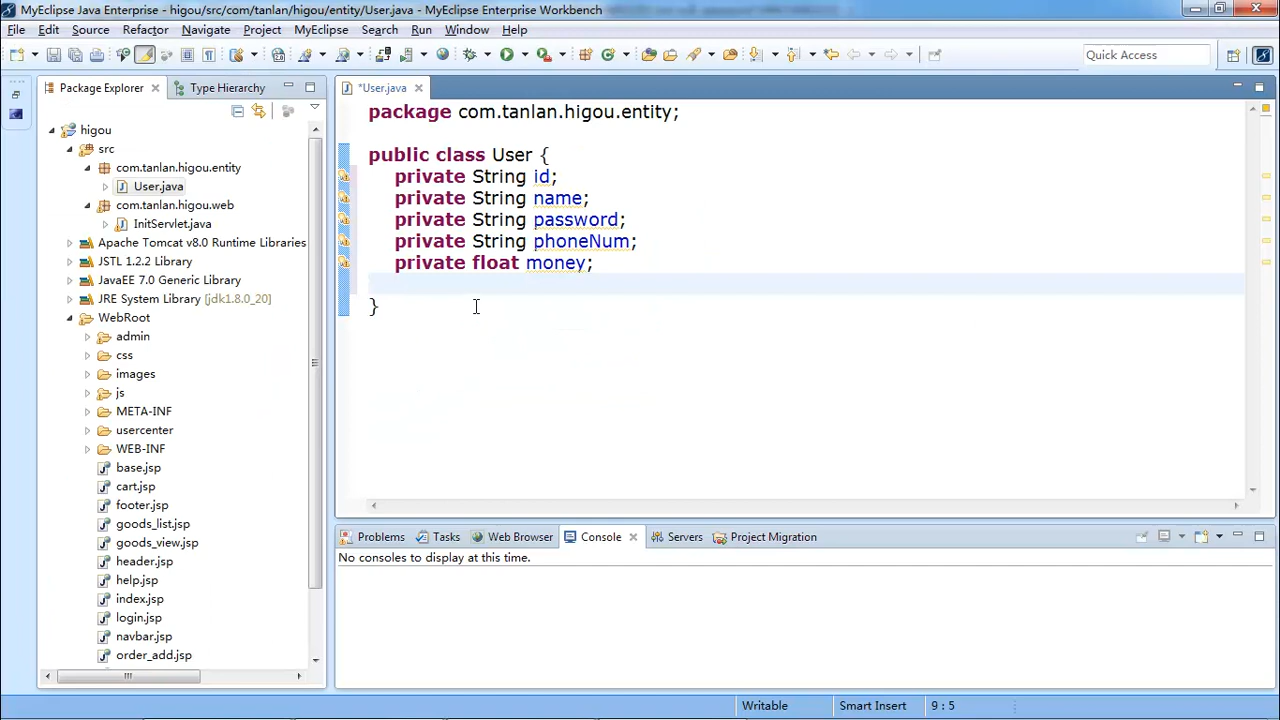 MyEclipse Java Enterprise - higou/src/com/tanlan/higou/entity/User.java - MyEclipse Enterprise Workbench
File Edit Source Refactor Navigate Project MyEclipse Search Run Window Help
Quick Access
Package Explorer Type Hierarchy
*User.java
higou
src
com.tanlan.higou.entity
User.java
com.tanlan.higou.web
InitServlet.java
Apache Tomcat v8.0 Runtime Libraries
JSTL 1.2.2 Library
JavaEE 7.0 Generic Library
JRE System Library [jdk1.8.0_20]
WebRoot
admin
css
images
js
META-INF
usercenter
WEB-INF
base.jsp
cart.jsp
footer.jsp
goods_list.jsp
goods_view.jsp
header.jsp
help.jsp
index.jsp
login.jsp
navbar.jsp
order_add.jsp
package com.tanlan.higou.entity;
public class User {
private String id;
private String name;
private String password;
private String phoneNum;
private float money;
}
Problems Tasks Web Browser Console Servers Project Migration
No consoles to display at this time.
Writable Smart Insert 9 : 5